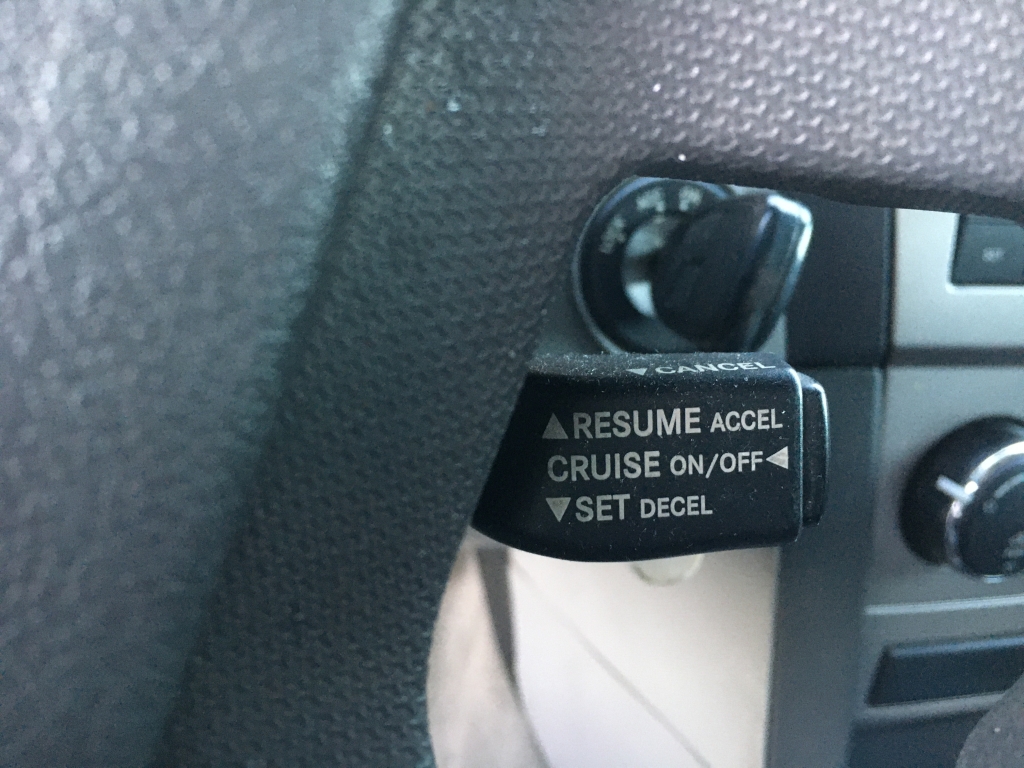 ▼CANCEL
▲RESUME ACCEL
CRUISE ON/OFF◀
▼SET DECEL